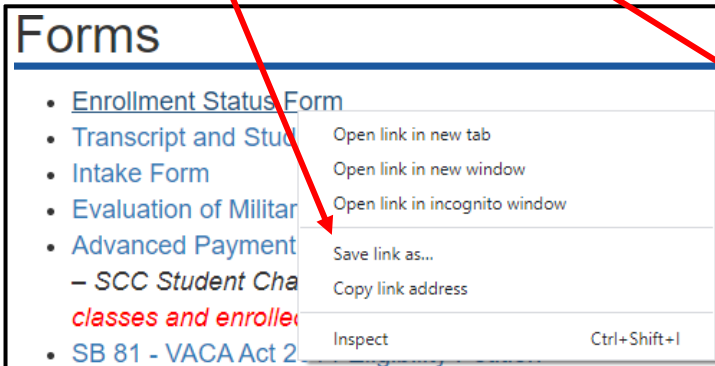 Forms
Enrollment Status Form
Transcript and Stud
Open link in new tab
Intake Form
Open link in new window
Evaluation of Militar
Open link in incognito window
Advanced Payment
Save link as...
– SCC Student Cha
Copy link address
classes and enrolled
Inspect Ctrl+Shift+I
SB 81 - VACA Act 2